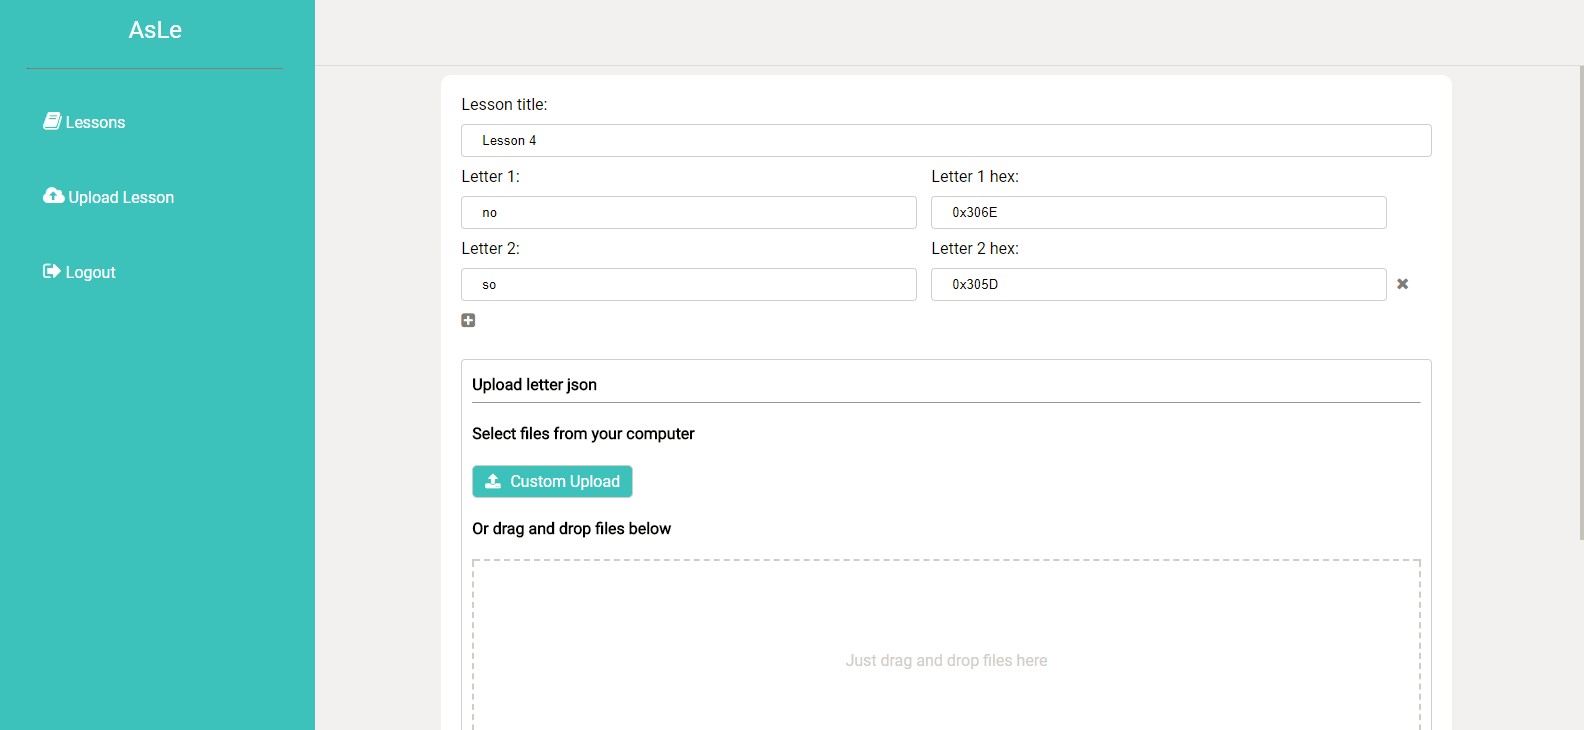 AsLe
Lessons
Upload Lesson
Logout
Lesson title:
Lesson 4
Letter 1: Letter 1 hex:
no 0x306E
Letter 2: Letter 2 hex:
so 0x305D
Upload letter json
Select files from your computer
Custom Upload
Or drag and drop files below
Just drag and drop files here